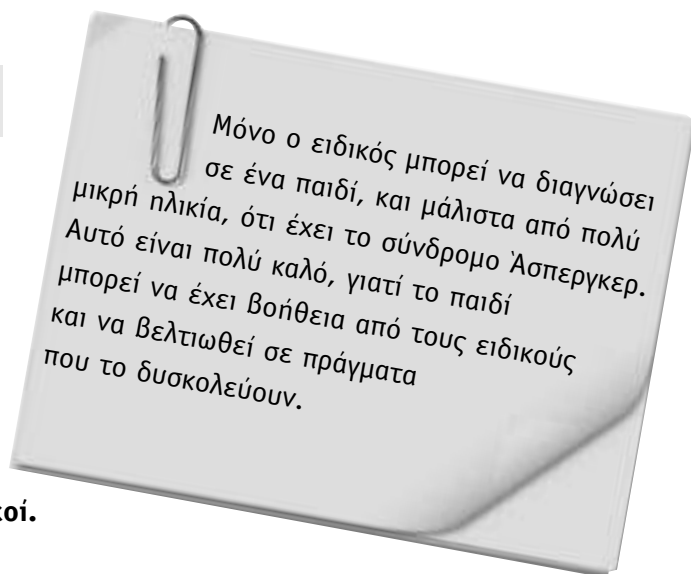 Μόνο ο ειδικός μπορεί να διαγνώσει
σε ένα παιδί, και μάλιστα από πολύ
μικρή ηλικία, ότι έχει το σύνδρομο Ἀσπεργκερ.
Αυτό είναι πολύ καλό, γιατί το παιδί
μπορεί να έχει βοήθεια από τους ειδικούς
και να βελτιωθεί σε πράγματα
που το δυσκολεύουν.